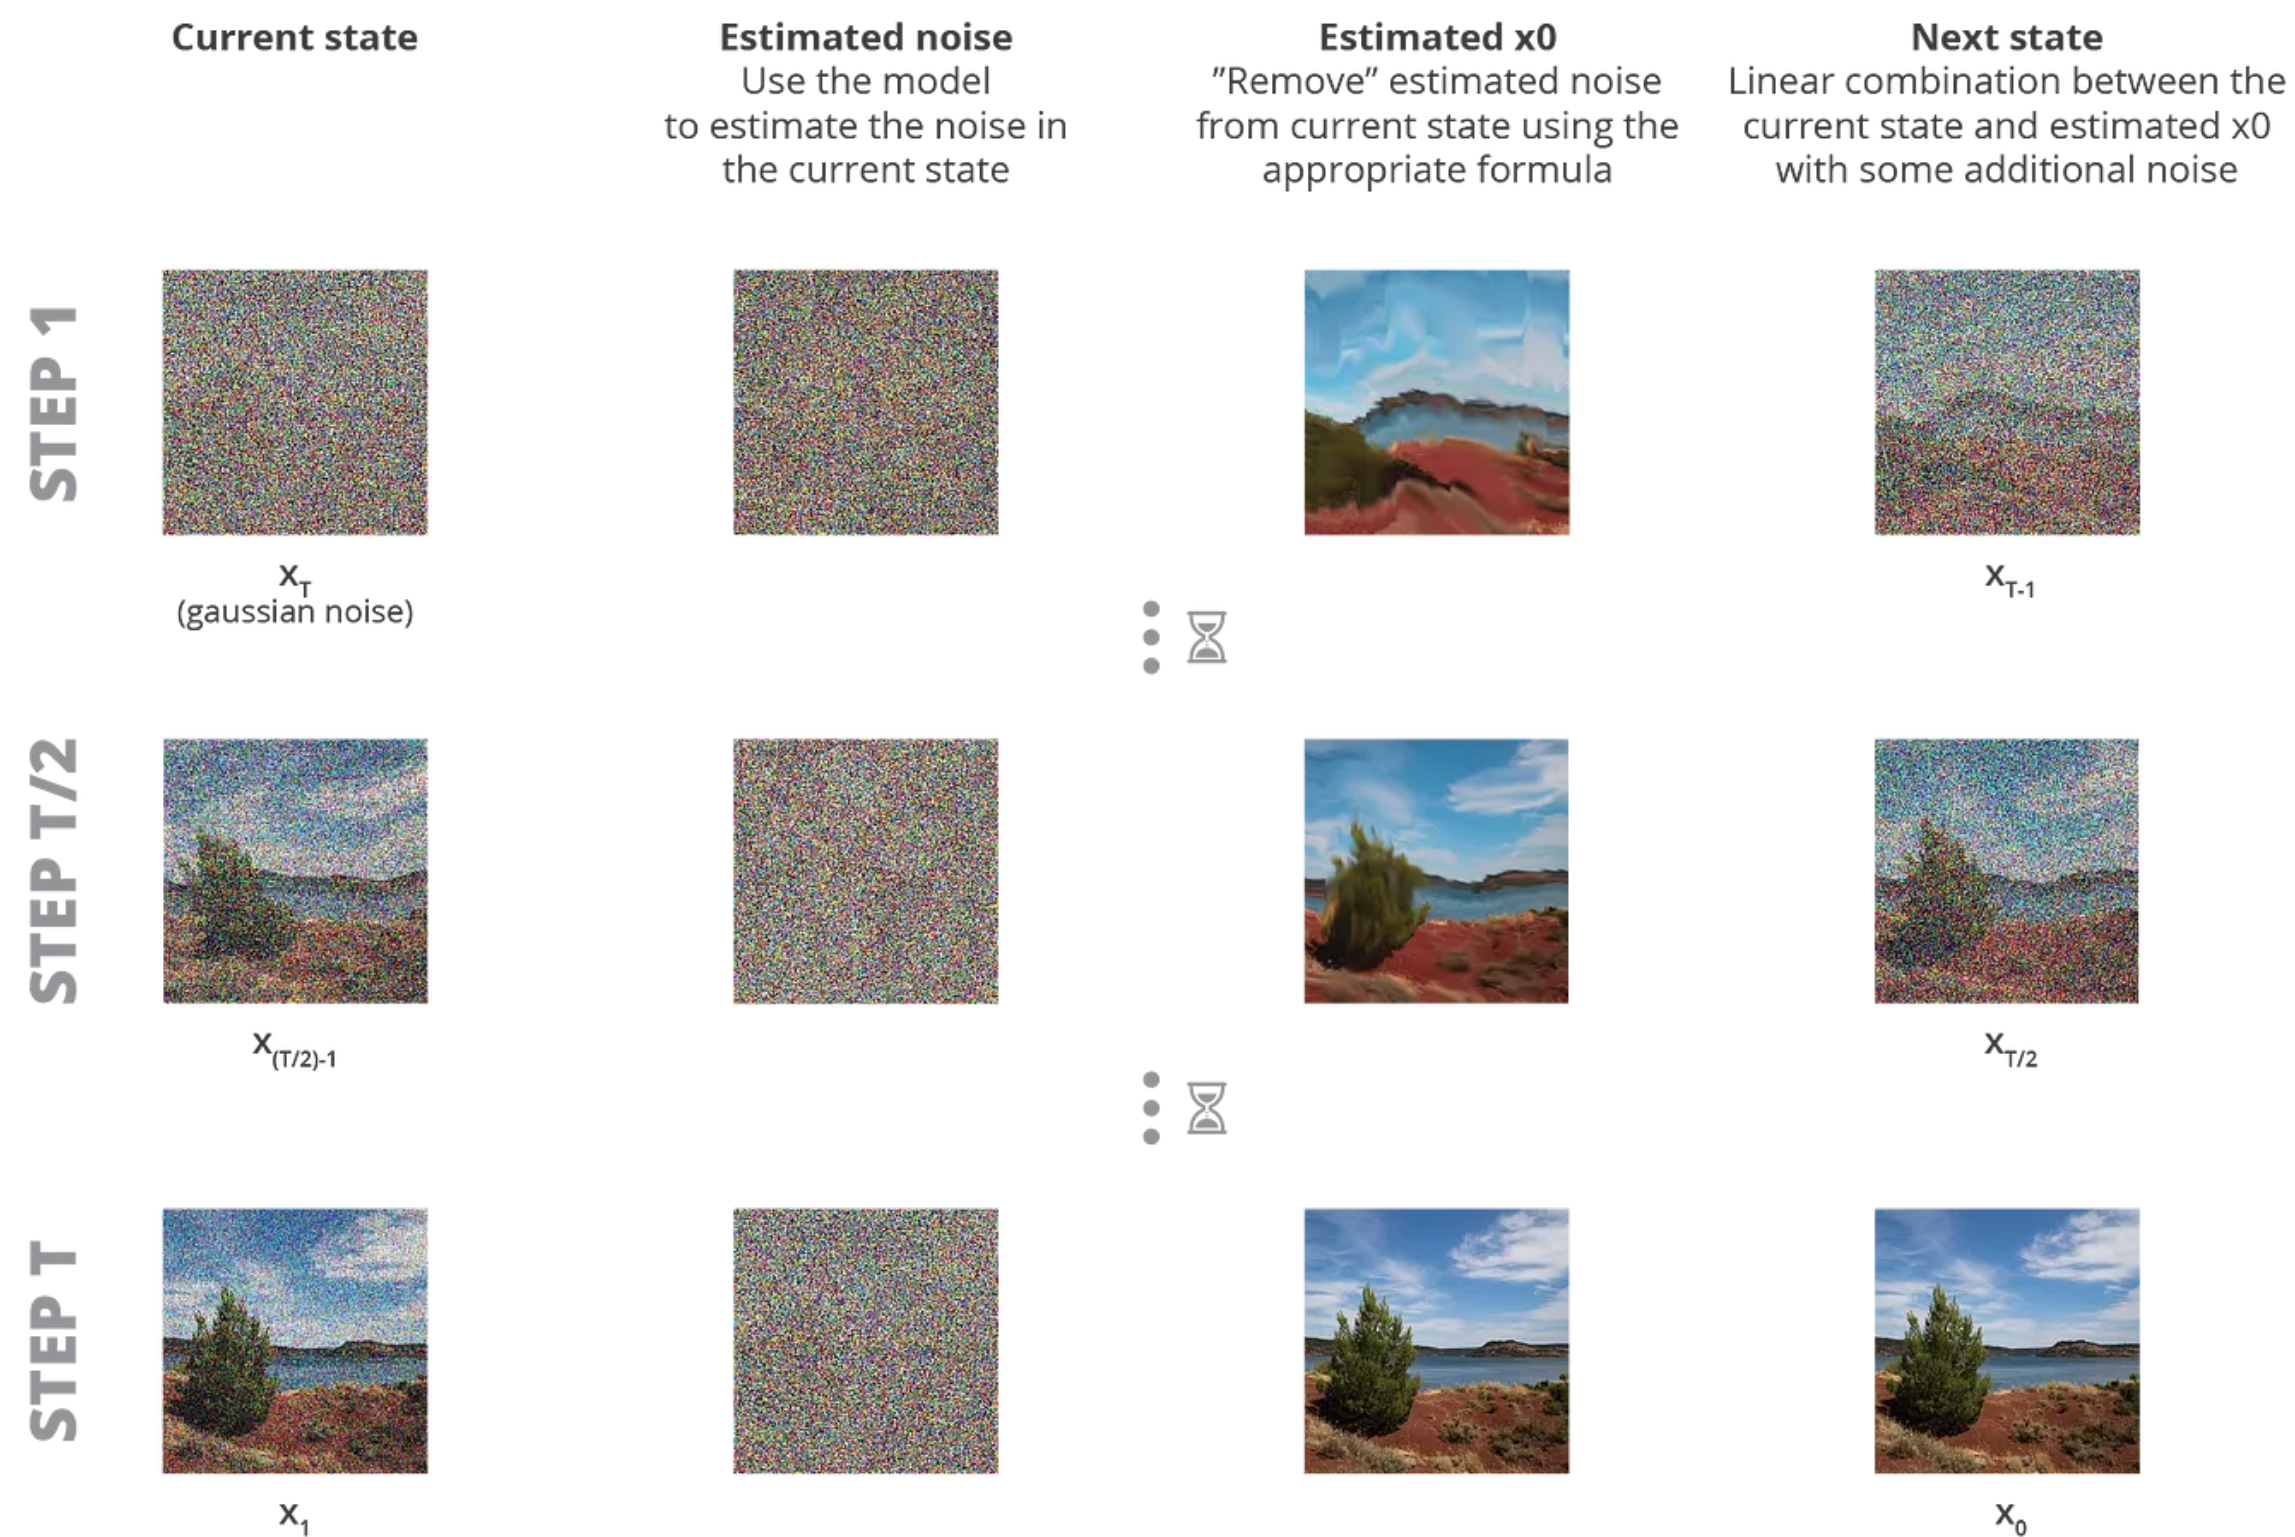 Current state
Estimated noise
Use the model
to estimate the noise in
the current state
Estimated x0
”Remove” estimated noise
from current state using the
appropriate formula
Next state
Linear combination between the
current state and estimated x0
with some additional noise
STEP 1
xT
(gaussian noise)
xT-1
STEP T/2
x(T/2)-1
xT/2
STEP T
x1
x0